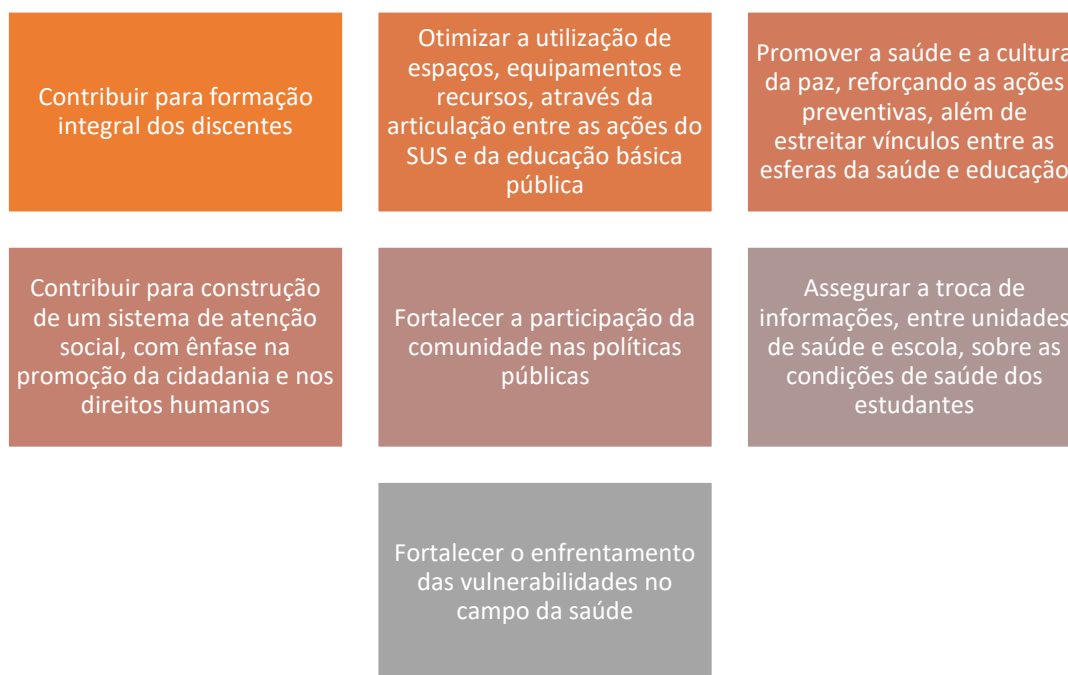 Contribuir para formação
integral dos discentes
Otimizar a utilização de
espaços, equipamentos e
recursos, através da
articulação entre as ações do
SUS e da educação básica
pública
Promover a saúde e a cultura
da paz, reforçando as ações
preventivas, além de
estreitar vínculos entre as
esferas da saúde e educação
Contribuir para construção
de um sistema de atenção
social, com ênfase na
promoção da cidadania e nos
direitos humanos
Fortalecer a participação da
comunidade nas políticas
públicas
Assegurar a troca de
informações, entre unidades
de saúde e escola, sobre as
condições de saúde dos
estudantes
Fortalecer o enfrentamento
das vulnerabilidades no
campo da saúde